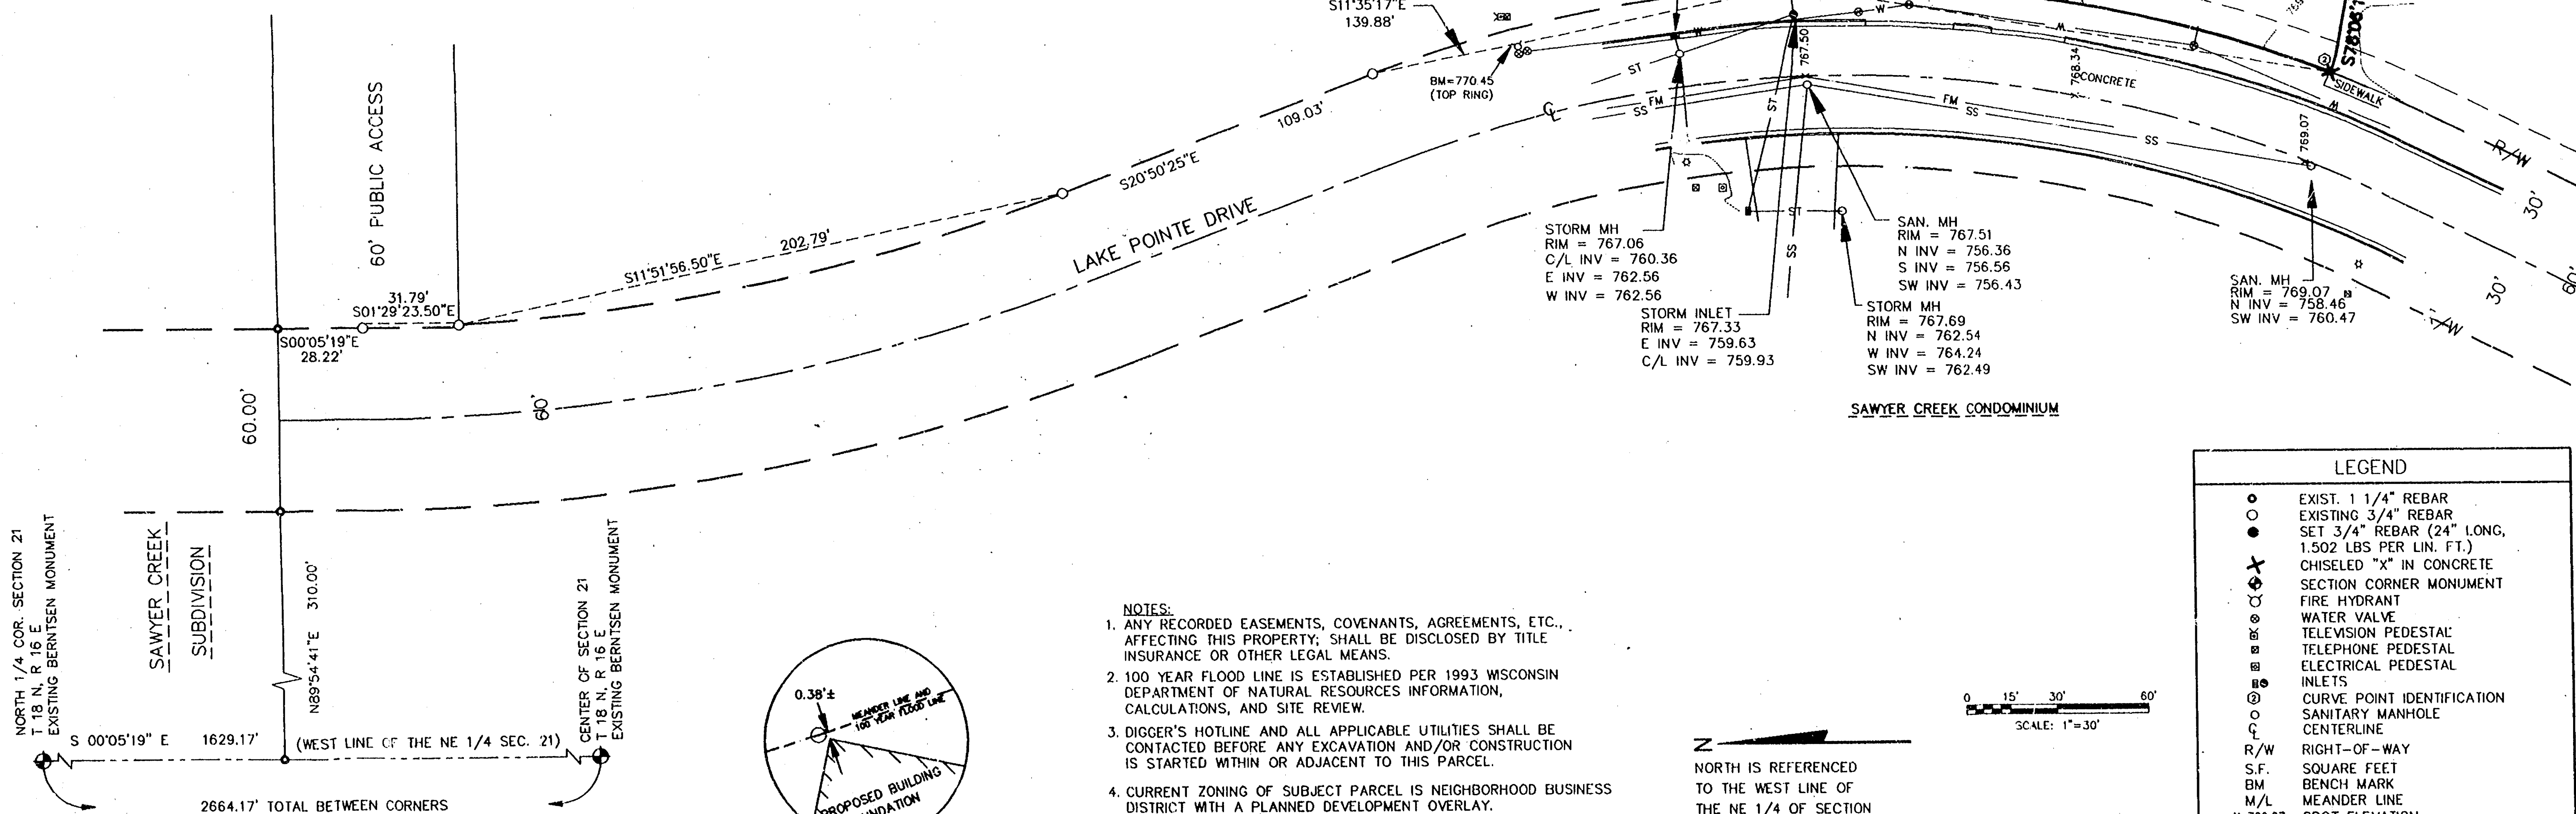 S11°35'17"E
139.88'
BM=770.45
(TOP RING)
109.03'
S20°50'25"E
202.79'
S11°51'56.50"E
31.79'
S01°29'23.50"E
S00°05'19"E
28.22'
60' PUBLIC ACCESS
60.00'
60'
LAKE POINTE DRIVE
W
W
M
M
ST
ST
ST
FM
SS
FM
SS
SS
SS
767.50
768.34
CONCRETE
2
S78°08'1
SIDEWALK
769.07
R/W
30'
30'
60'
STORM MH
RIM = 767.06
C/L INV = 760.36
E INV = 762.56
W INV = 762.56
STORM INLET
RIM = 767.33
E INV = 759.63
C/L INV = 759.93
SAN. MH
RIM = 767.51
N INV = 756.36
S INV = 756.56
SW INV = 756.43
STORM MH
RIM = 767.69
N INV = 762.54
W INV = 764.24
SW INV = 762.49
SAN. MH
RIM = 769.07
N INV = 758.46
SW INV = 760.47
SAWYER CREEK CONDOMINIUM
NORTH 1/4 COR. SECTION 21
T 18 N, R 16 E
EXISTING BERNTSEN MONUMENT
SAWYER CREEK
SUBDIVISION
N89°54'41"E 310.00'
CENTER OF SECTION 21
T 18 N, R 16 E
EXISTING BERNTSEN MONUMENT
S 00°05'19" E 1629.17' (WEST LINE OF THE NE 1/4 SEC. 21)
2664.17' TOTAL BETWEEN CORNERS
0.38'±
MEANDER LINE AND
100 YEAR FLOOD LINE
PROPOSED BUILDING
NOTES:
1. ANY RECORDED EASEMENTS, COVENANTS, AGREEMENTS, ETC.,
AFFECTING THIS PROPERTY; SHALL BE DISCLOSED BY TITLE
INSURANCE OR OTHER LEGAL MEANS.
2. 100 YEAR FLOOD LINE IS ESTABLISHED PER 1993 WISCONSIN
DEPARTMENT OF NATURAL RESOURCES INFORMATION,
CALCULATIONS, AND SITE REVIEW.
3. DIGGER'S HOTLINE AND ALL APPLICABLE UTILITIES SHALL BE
CONTACTED BEFORE ANY EXCAVATION AND/OR CONSTRUCTION
IS STARTED WITHIN OR ADJACENT TO THIS PARCEL.
4. CURRENT ZONING OF SUBJECT PARCEL IS NEIGHBORHOOD BUSINESS
DISTRICT WITH A PLANNED DEVELOPMENT OVERLAY.
N
NORTH IS REFERENCED
TO THE WEST LINE OF
THE NE 1/4 OF SECTION
0 15' 30' 60'
SCALE: 1"=30'
LEGEND
EXIST. 1 1/4" REBAR
EXISTING 3/4" REBAR
SET 3/4" REBAR (24" LONG,
1.502 LBS PER LIN. FT.)
CHISELED "X" IN CONCRETE
SECTION CORNER MONUMENT
FIRE HYDRANT
WATER VALVE
TELEVISION PEDESTAL
TELEPHONE PEDESTAL
ELECTRICAL PEDESTAL
INLETS
2 CURVE POINT IDENTIFICATION
SANITARY MANHOLE
CENTERLINE
R/W RIGHT-OF-WAY
S.F. SQUARE FEET
BM BENCH MARK
M/L MEANDER LINE